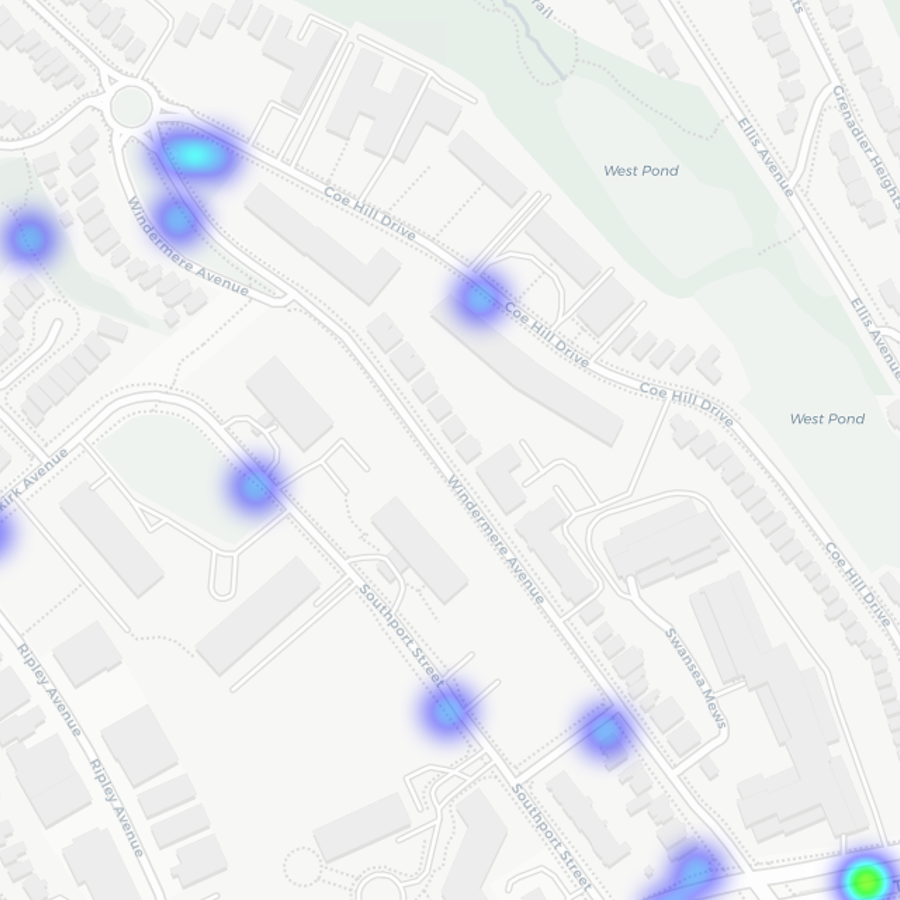 rail
ts
Ellis Avenue
Grenadier Heights
West Pond
Coe Hill Drive
Windermere Avenue
Coe Hill Drive
Ellis Avenue
Coe Hill Drive
West Pond
kirk Avenue
Windermere Avenue
Coe Hill Drive
Southport Street
Swansea Mews
Ripley Avenue
Ripley Avenue
Southport Street